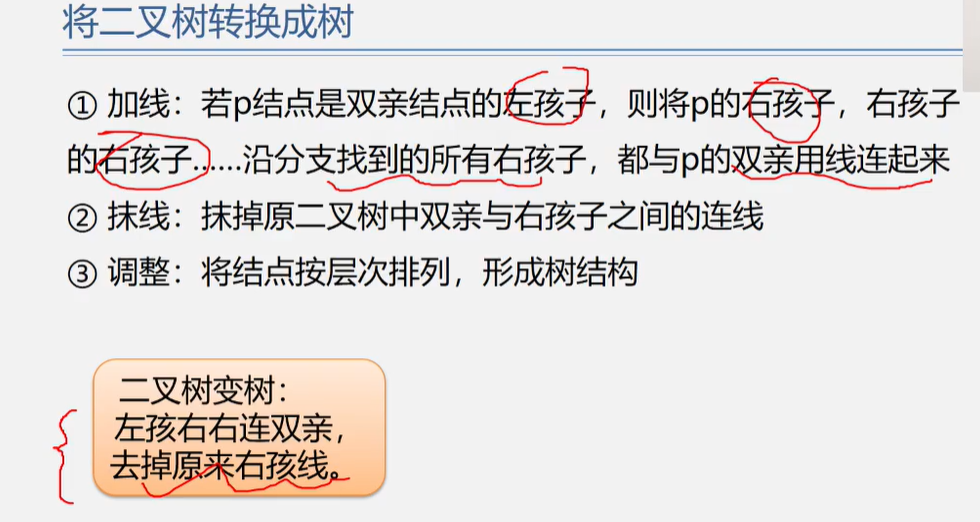 将二叉树转换成树
① 加线：若p结点是双亲结点的左孩子，则将p的右孩子，右孩子
的右孩子……沿分支找到的所有右孩子，都与p的双亲用线连起来
② 抹线：抹掉原二叉树中双亲与右孩子之间的连线
③ 调整：将结点按层次排列，形成树结构
二叉树变树：
左孩右右连双亲，
去掉原来右孩线。